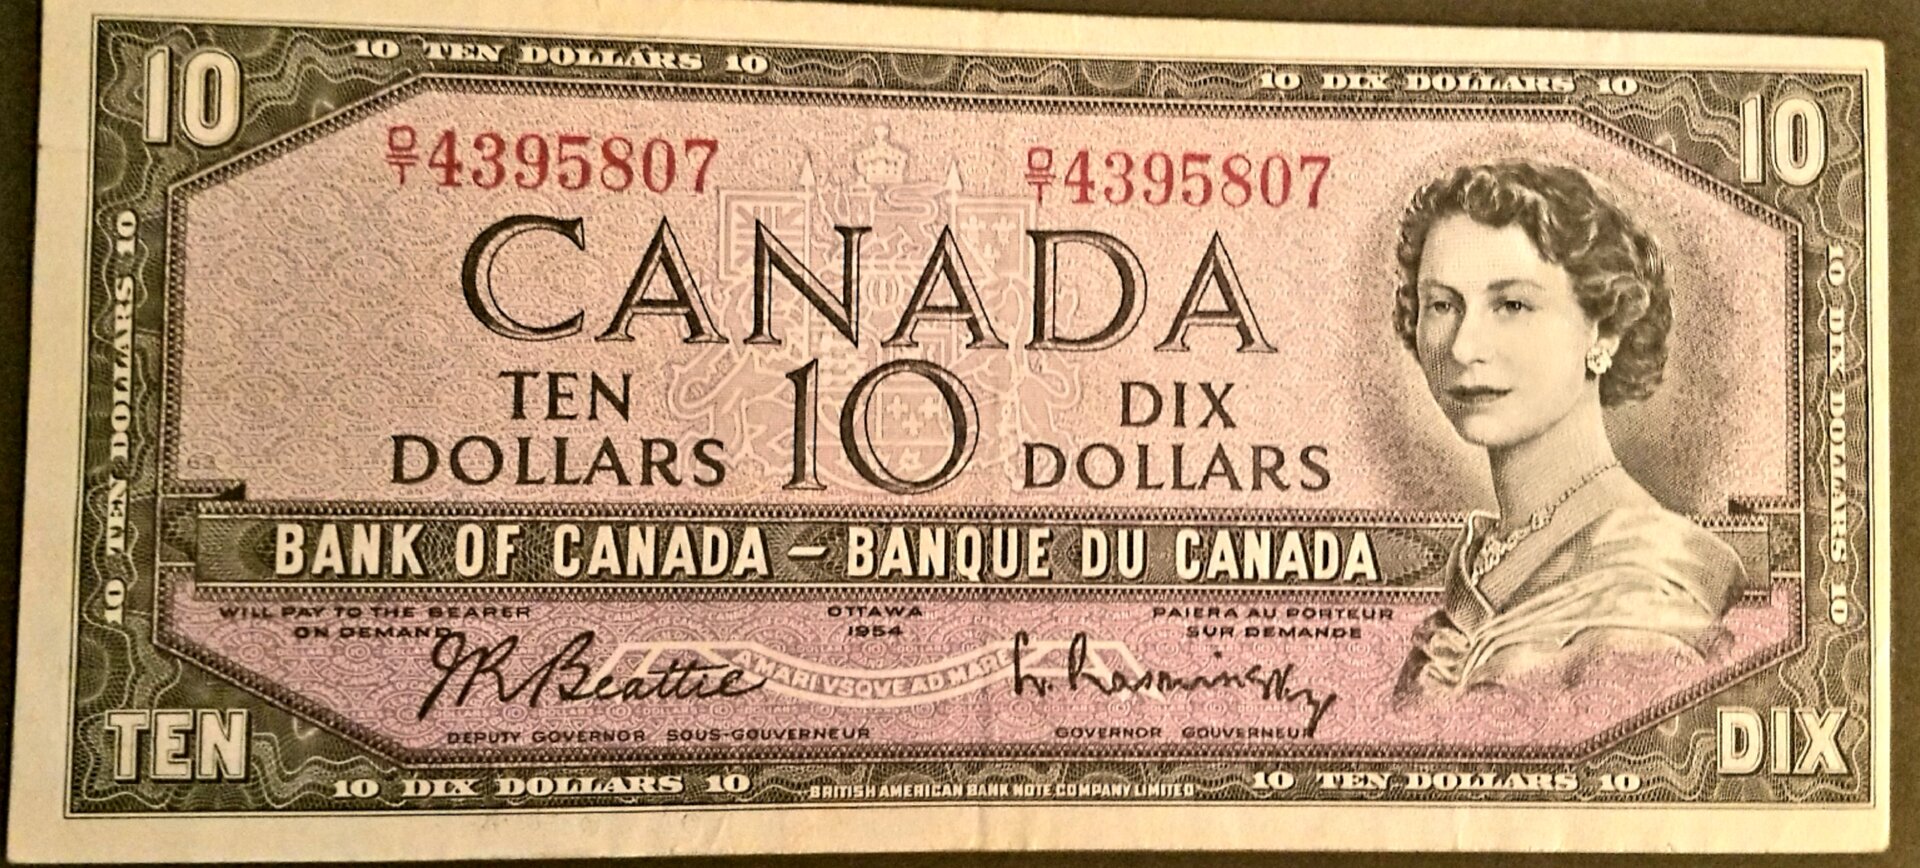 10 TEN DOLLARS 10
10 DIX DOLLARS 10
10
10
O/T 4395807
O/T 4395807
CANADA
TEN DOLLARS
10
DIX DOLLARS
10 TEN DOLLARS 10
10 DIX DOLLARS 10
BANK OF CANADA – BANQUE DU CANADA
WILL PAY TO THE BEARER
ON DEMAND
OTTAWA
1954
PAIERA AU PORTEUR
SUR DEMANDE
A MARI VSQVE AD MARE
J R Beattie
L. Rasminsky
DEPUTY GOVERNOR SOUS-GOUVERNEUR
GOVERNOR GOUVERNEUR
TEN
DIX
10 DIX DOLLARS 10
BRITISH AMERICAN BANK NOTE COMPANY LIMITED
10 TEN DOLLARS 10